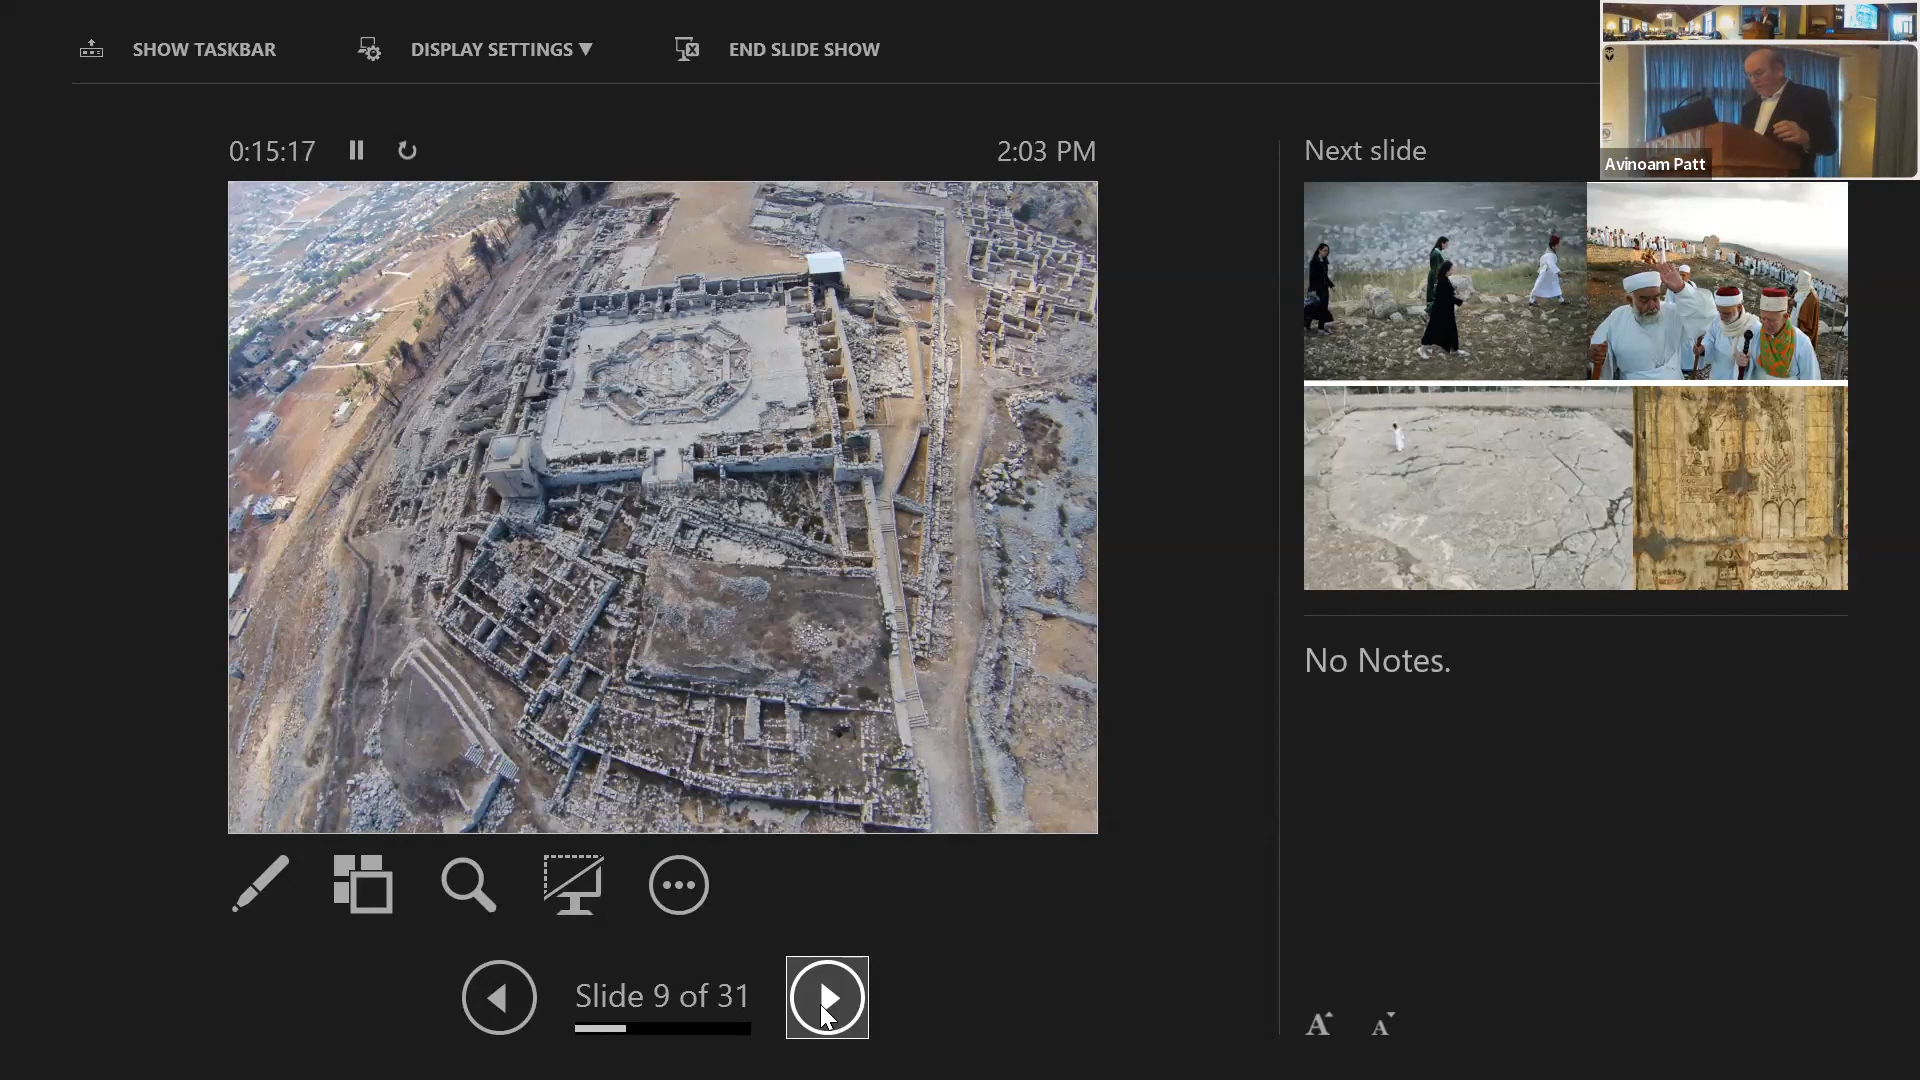 SHOW TASKBAR
DISPLAY SETTINGS ▼
END SLIDE SHOW
0:15:17
2:03 PM
Next slide
Avinoam Patt
No Notes.
Slide 9 of 31
A A